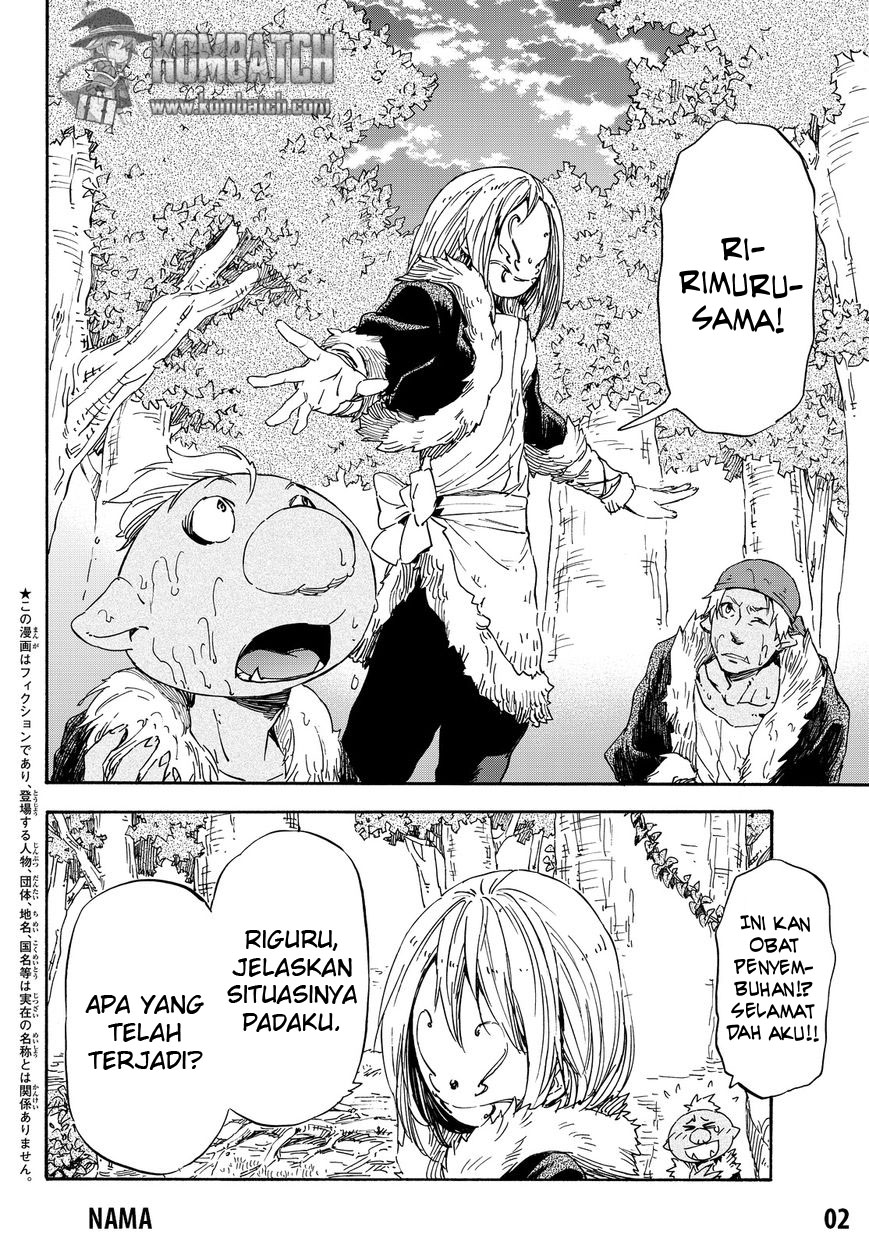 KOMBATCH
www.kombatch.com
RI-
RIMURU-
SAMA!
INI KAN
OBAT
PENYEM-
BUHAN!?
SELAMAT
DAH AKU!!
RIGURU,
JELASKAN
SITUASINYA
PADAKU.
APA YANG
TELAH
TERJADI?
★この漫画はフィクションであり、登場する人物、団体、地名、国名等は実在の名称とは関係ありません。
NAMA
02